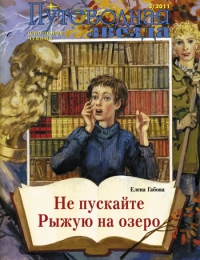 Путеводная
звезда
2/2011
Елена Габова
Не пускайте
Рыжую на озеро